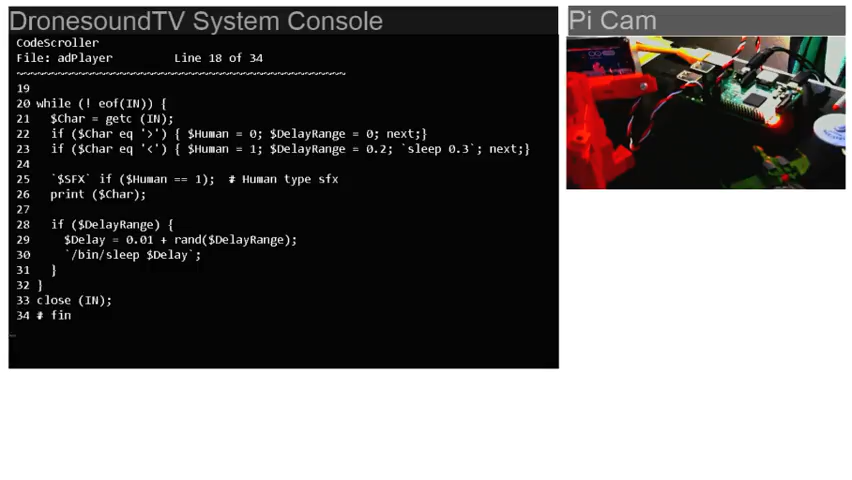 DronesoundTV System Console
CodeScroller
File: adPlayer Line 18 of 34
~~~~~~~~~~~~~~~~~~~~~~~~~~~~~~~~~~~~~~~~~~~~~~~~
19
20 while (! eof(IN)) {
21 $Char = getc (IN);
22 if ($Char eq '>') { $Human = 0; $DelayRange = 0; next;}
23 if ($Char eq '<') { $Human = 1; $DelayRange = 0.2; `sleep 0.3`; next;}
24
25 `$SFX` if ($Human == 1); # Human type sfx
26 print ($Char);
27
28 if ($DelayRange) {
29 $Delay = 0.01 + rand($DelayRange);
30 `/bin/sleep $Delay`;
31 }
32 }
33 close (IN);
34 # fin
Pi Cam